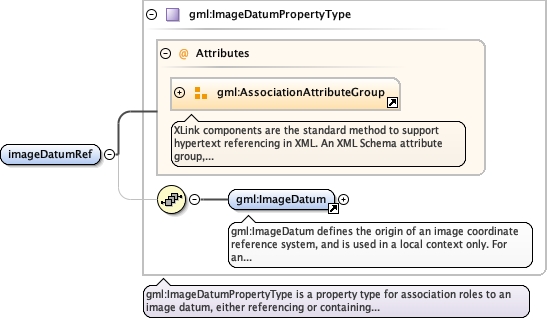 gml:ImageDatumPropertyType
@ Attributes
gml:AssociationAttributeGroup
XLink components are the standard method to support
hypertext referencing in XML. An XML Schema attribute
group,...
imageDatumRef
gml:ImageDatum
gml:ImageDatum defines the origin of an image coordinate
reference system, and is used in a local context only. For
an...
gml:ImageDatumPropertyType is a property type for association roles to an
image datum, either referencing or containing...